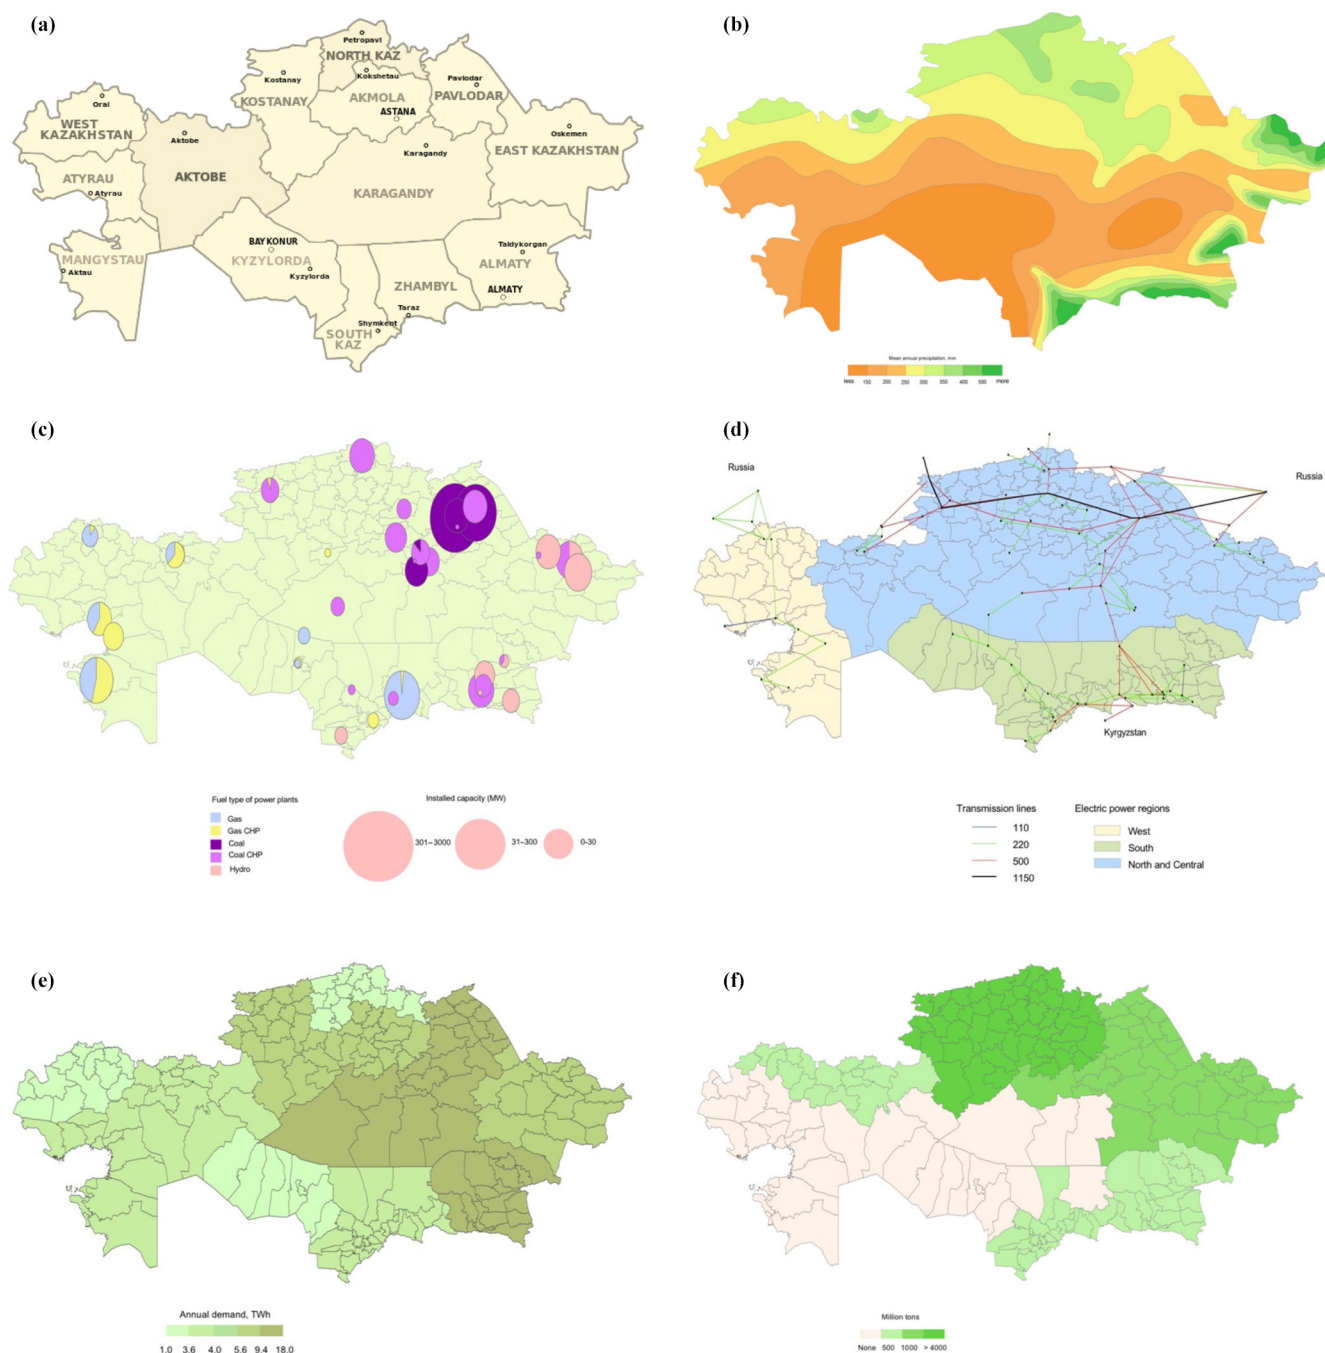 (a)
Petropavl
NORTH KAZ
Kostanay
Kokshetau
Pavlodar
KOSTANAY
AKMOLA
PAVLODAR
ASTANA
Oral
WEST
KAZAKHSTAN
Aktobe
Oskemen
EAST KAZAKHSTAN
Karagandy
ATYRAU
Atyrau
AKTOBE
KARAGANDY
MANGYSTAU
Aktau
BAYKONUR
KYZYLORDA
Kyzylorda
Taldykorgan
ALMATY
ZHAMBYL
ALMATY
Taraz
Shymkent
SOUTH
KAZ
(b)
Mean annual precipitation, mm
less 150 200 250 300 350 400 500 more
(c)
Fuel type of power plants
Gas
Gas CHP
Coal
Coal CHP
Hydro
Installed capacity (MW)
301–3000
31–300
0-30
(d)
Russia
Russia
Kyrgyzstan
Transmission lines
110
220
500
1150
Electric power regions
West
South
North and Central
(e)
Annual demand, TWh
1.0 3.6 4.0 5.6 9.4 18.0
(f)
Million tons
None 500 1000 > 4000